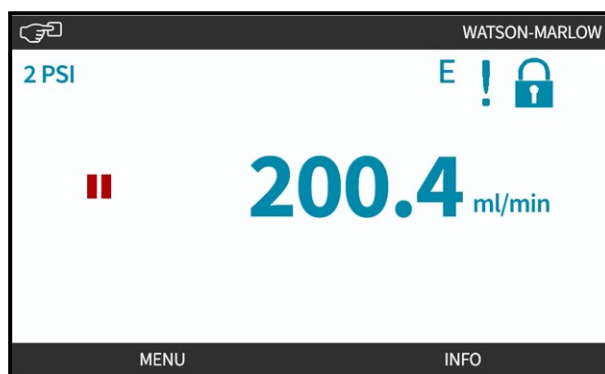 WATSON-MARLOW
2 PSI
E !
200.4 ml/min
MENU
INFO